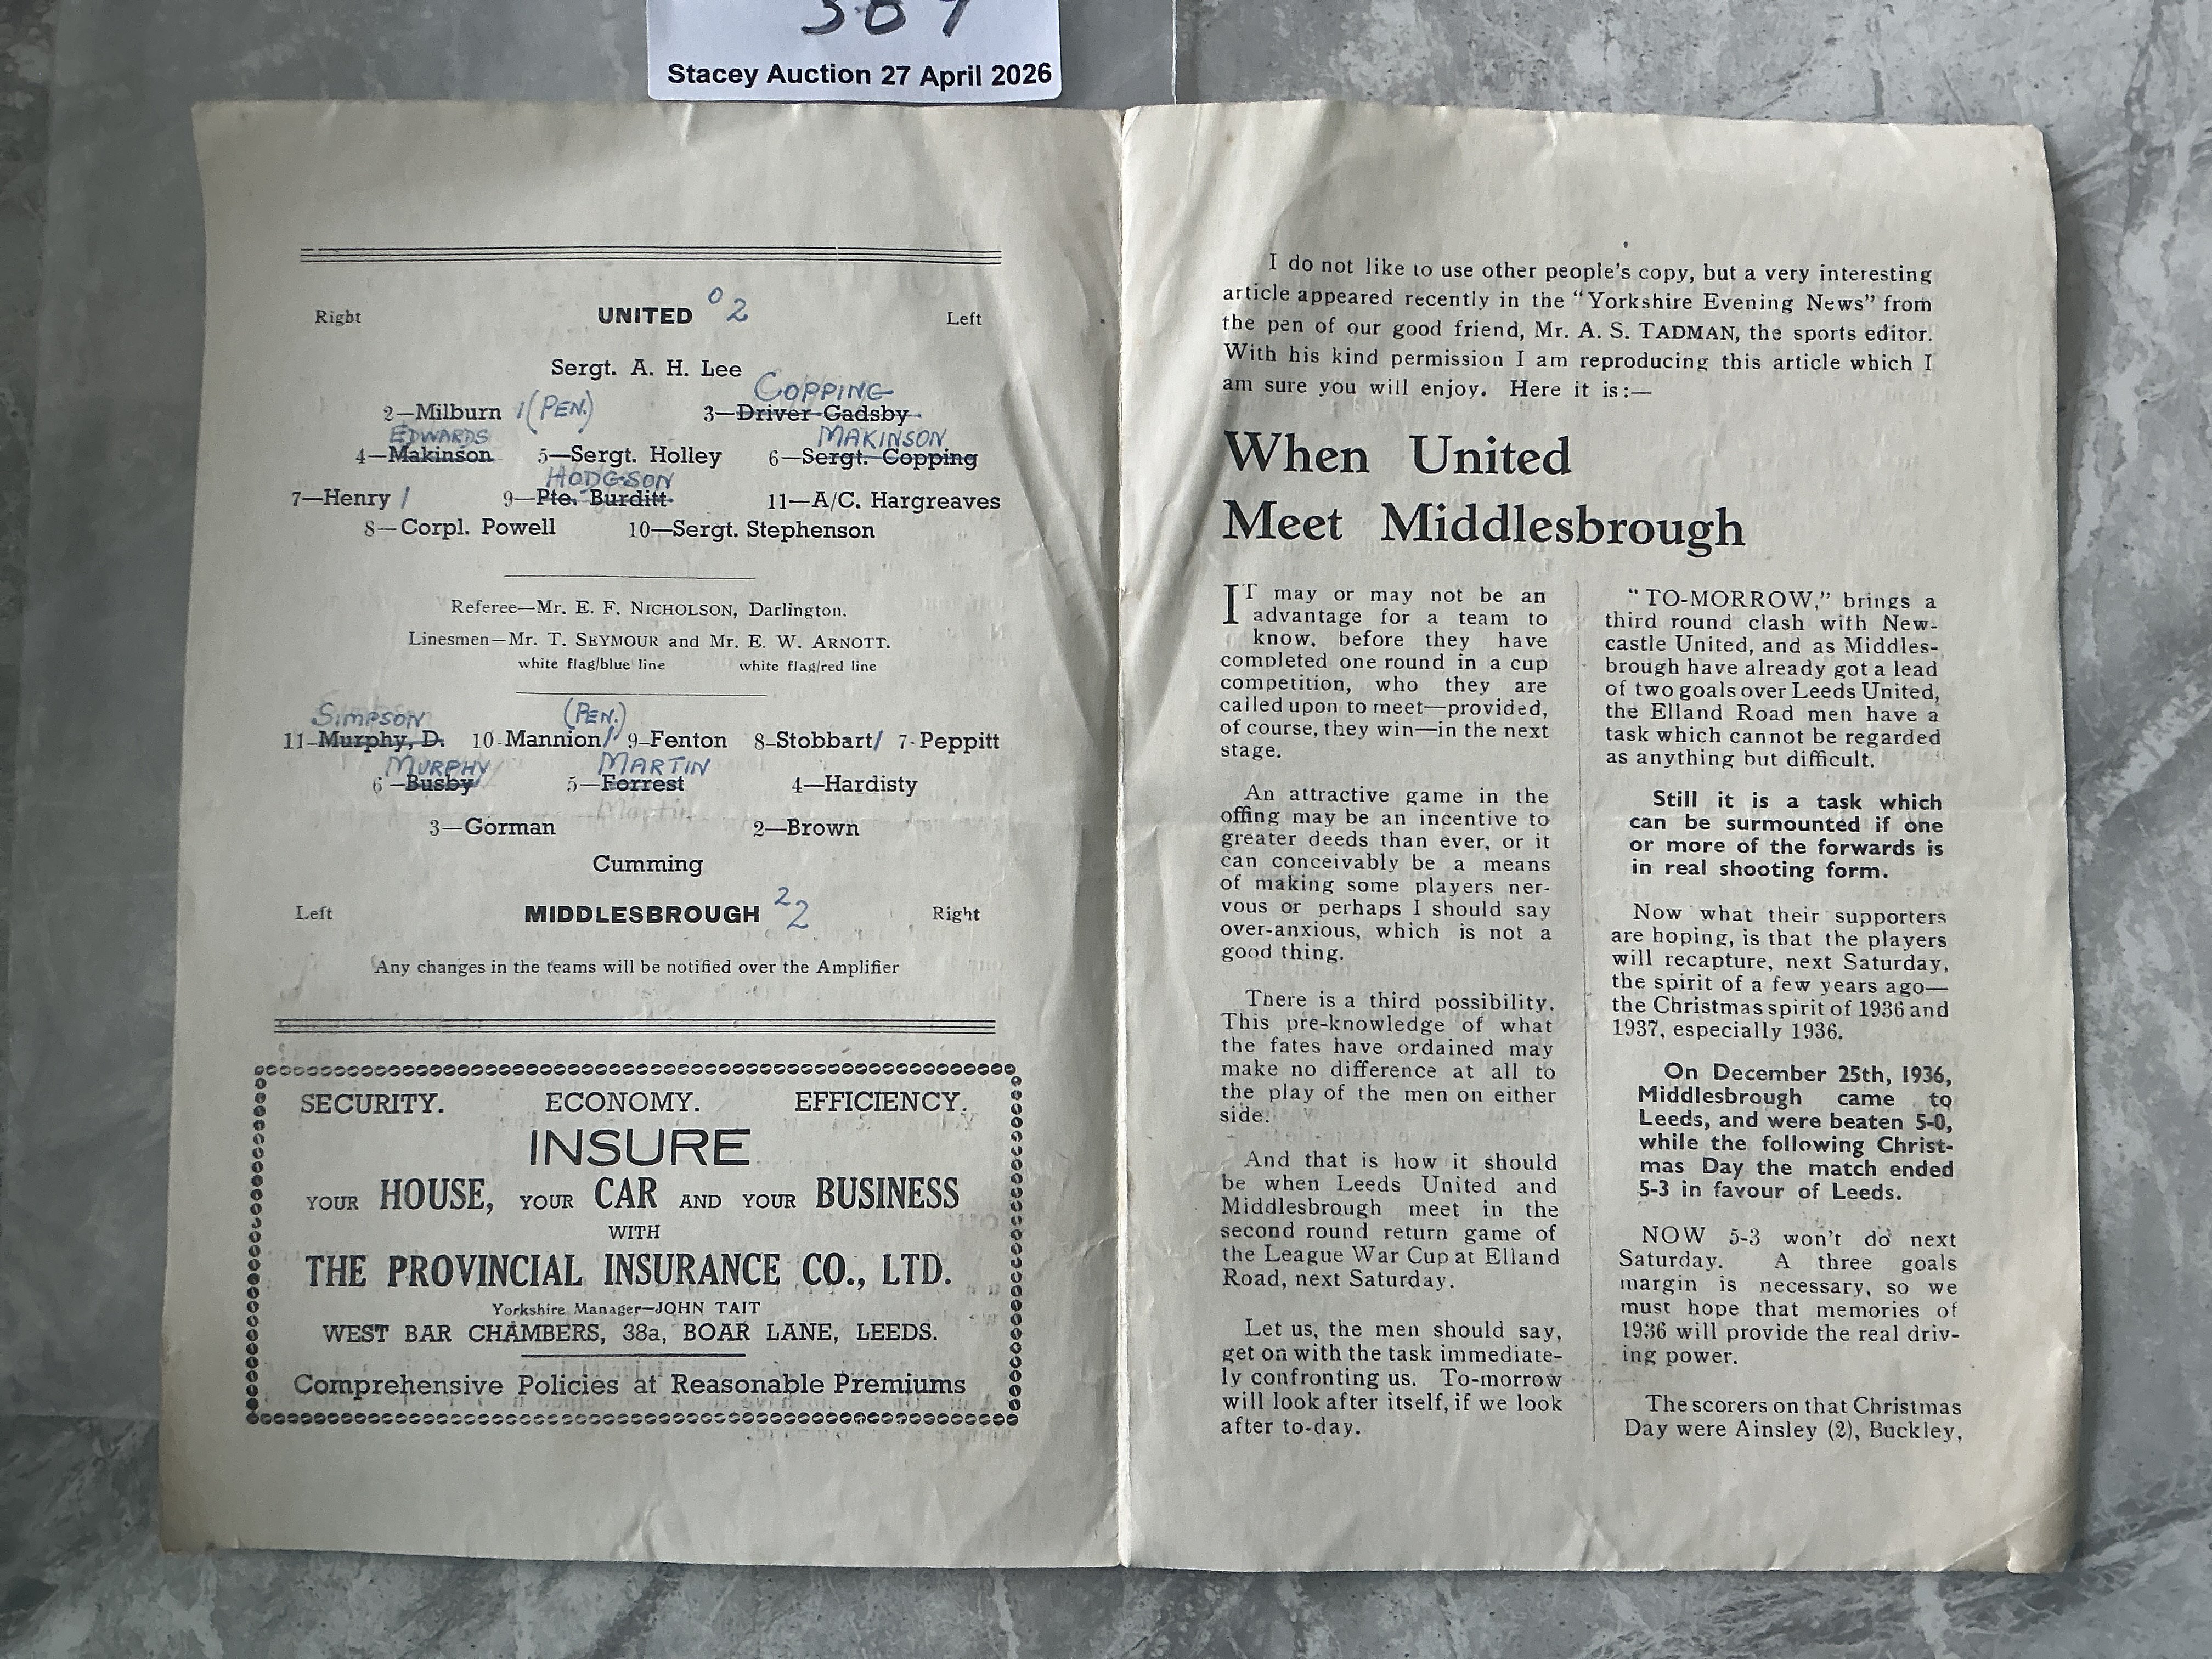 Stacey Auction 27 April 2026
Right UNITED 0 2 Left
Sergt. A. H. Lee
COPPING
2—Milburn 1 (PEN.) 3—Driver Gadsby
EDWARDS MAKINSON
4—Makinson 5—Sergt. Holley 6—Sergt. Copping
HODGSON
7—Henry / 9—Pte. Burditt 11—A/C. Hargreaves
8—Corpl. Powell 10—Sergt. Stephenson
Referee—Mr. E. F. NICHOLSON, Darlington.
Linesmen—Mr. T. SEYMOUR and Mr. E. W. ARNOTT.
white flag/blue line white flag/red line
SIMPSON (PEN.)
11–Murphy, D. 10-Mannion/ 9–Fenton 8–Stobbart/ 7-Peppitt
MURPHY MARTIN
6—Busby 5—Forrest 4—Hardisty
Martin
3—Gorman 2—Brown
Cumming
Left MIDDLESBROUGH 2 2 Right
Any changes in the teams will be notified over the Amplifier
SECURITY. ECONOMY. EFFICIENCY.
INSURE
YOUR HOUSE, YOUR CAR AND YOUR BUSINESS
WITH
THE PROVINCIAL INSURANCE CO., LTD.
Yorkshire Manager—JOHN TAIT
WEST BAR CHAMBERS, 38a, BOAR LANE, LEEDS.
Comprehensive Policies at Reasonable Premiums
I do not like to use other people's copy, but a very interesting
article appeared recently in the "Yorkshire Evening News" from
the pen of our good friend, Mr. A. S. TADMAN, the sports editor.
With his kind permission I am reproducing this article which I
am sure you will enjoy. Here it is:—
When United
Meet Middlesbrough
IT may or may not be an
advantage for a team to
know, before they have
completed one round in a cup
competition, who they are
called upon to meet—provided,
of course, they win—in the next
stage.
An attractive game in the
offing may be an incentive to
greater deeds than ever, or it
can conceivably be a means
of making some players ner-
vous or perhaps I should say
over-anxious, which is not a
good thing.
There is a third possibility.
This pre-knowledge of what
the fates have ordained may
make no difference at all to
the play of the men on either
side.
And that is how it should
be when Leeds United and
Middlesbrough meet in the
second round return game of
the League War Cup at Elland
Road, next Saturday.
Let us, the men should say,
get on with the task immediate-
ly confronting us. To-morrow
will look after itself, if we look
after to-day.
"TO-MORROW," brings a
third round clash with New-
castle United, and as Middles-
brough have already got a lead
of two goals over Leeds United,
the Elland Road men have a
task which cannot be regarded
as anything but difficult.
Still it is a task which
can be surmounted if one
or more of the forwards is
in real shooting form.
Now what their supporters
are hoping, is that the players
will recapture, next Saturday,
the spirit of a few years ago—
the Christmas spirit of 1936 and
1937, especially 1936.
On December 25th, 1936,
Middlesbrough came to
Leeds, and were beaten 5-0,
while the following Christ-
mas Day the match ended
5-3 in favour of Leeds.
NOW 5-3 won't do next
Saturday. A three goals
margin is necessary, so we
must hope that memories of
1936 will provide the real driv-
ing power.
The scorers on that Christmas
Day were Ainsley (2), Buckley,